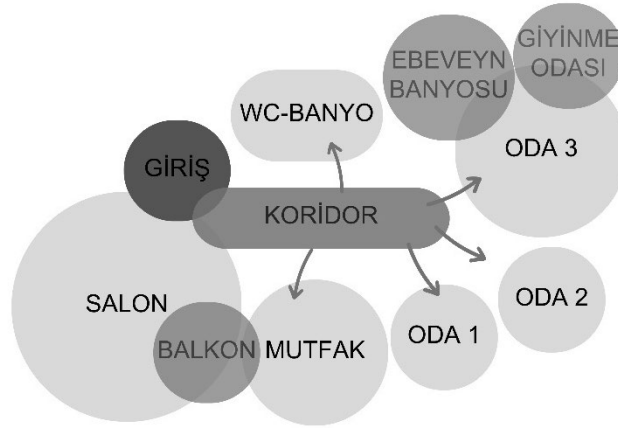 EBEVEYN
BANYOSU
GİYİNME
ODASI
WC-BANYO
ODA 3
GİRİŞ
KORİDOR
SALON
BALKON
MUTFAK
ODA 1
ODA 2